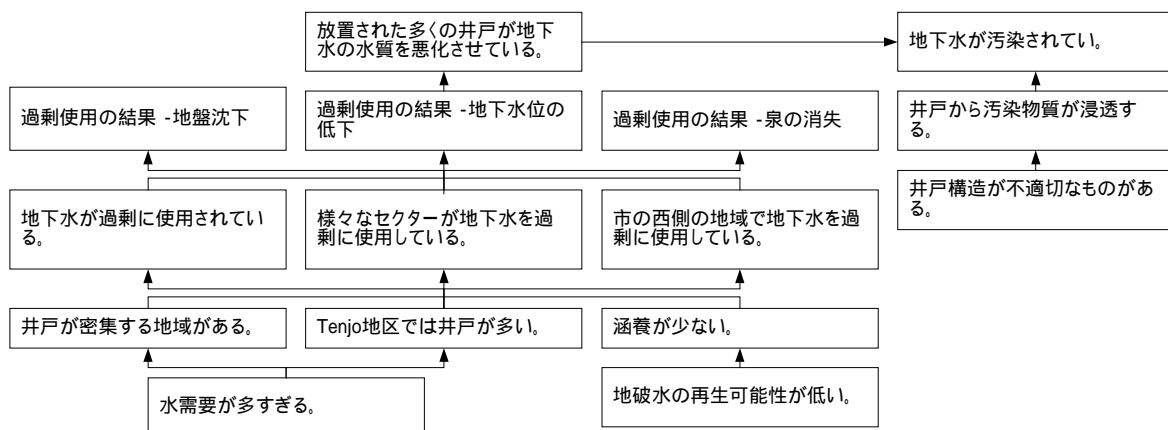 放置された多くの井戸が地下
水の水質を悪化させている。
地下水が汚染されてい。
過剰使用の結果 -地盤沈下
過剰使用の結果 -地下水位の
低下
過剰使用の結果 -泉の消失
井戸から汚染物質が浸透す
る。
地下水が過剰に使用されてい
る。
様々なセクターが地下水を過
剰に使用している。
市の西側の地域で地下水を過
剰に使用している。
井戸構造が不適切なものがあ
る。
井戸が密集する地域がある。
Tenjo地区では井戸が多い。
涵養が少ない。
水需要が多すぎる。
地破水の再生可能性が低い。